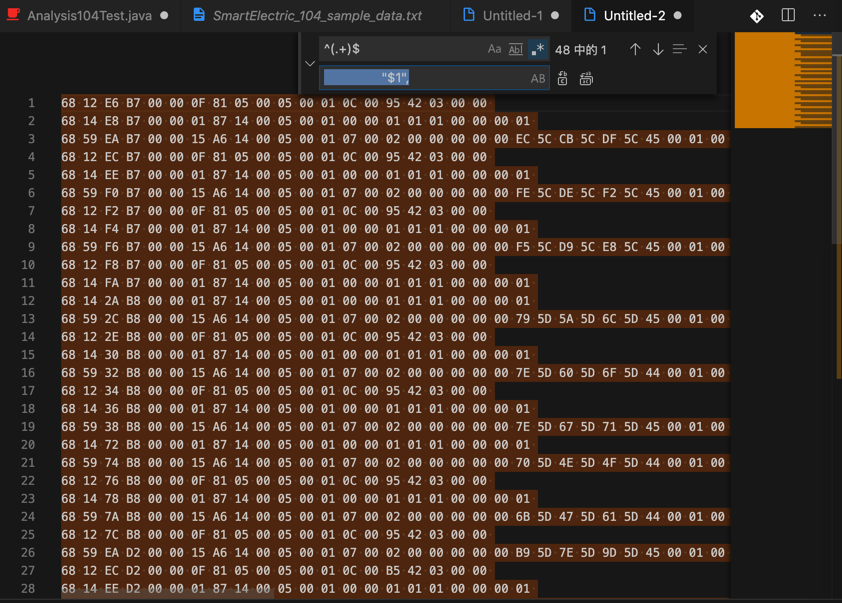 Analysis104Test.java
SmartElectric_104_sample_data.txt
Untitled-1
Untitled-2
^(.+)$
Aa
Abl
.*
48 中的 1
"$1",
AB
1 68 12 E6 B7 00 00 0F 81 05 00 05 00 01 0C 00 95 42 03 00 00
2 68 14 E8 B7 00 00 01 87 14 00 05 00 01 00 00 01 01 01 00 00 00 01
3 68 59 EA B7 00 00 15 A6 14 00 05 00 01 07 00 02 00 00 00 00 00 EC 5C CB 5C DF 5C 45 00 01 00
4 68 12 EC B7 00 00 0F 81 05 00 05 00 01 0C 00 95 42 03 00 00
5 68 14 EE B7 00 00 01 87 14 00 05 00 01 00 00 01 01 01 00 00 00 01
6 68 59 F0 B7 00 00 15 A6 14 00 05 00 01 07 00 02 00 00 00 00 00 FE 5C DE 5C F2 5C 45 00 01 00
7 68 12 F2 B7 00 00 0F 81 05 00 05 00 01 0C 00 95 42 03 00 00
8 68 14 F4 B7 00 00 01 87 14 00 05 00 01 00 00 01 01 01 00 00 00 01
9 68 59 F6 B7 00 00 15 A6 14 00 05 00 01 07 00 02 00 00 00 00 00 F5 5C D9 5C E8 5C 45 00 01 00
10 68 12 F8 B7 00 00 0F 81 05 00 05 00 01 0C 00 95 42 03 00 00
11 68 14 FA B7 00 00 01 87 14 00 05 00 01 00 00 01 01 01 00 00 00 01
12 68 14 2A B8 00 00 01 87 14 00 05 00 01 00 00 01 01 01 00 00 00 01
13 68 59 2C B8 00 00 15 A6 14 00 05 00 01 07 00 02 00 00 00 00 00 79 5D 5A 5D 6C 5D 45 00 01 00
14 68 12 2E B8 00 00 0F 81 05 00 05 00 01 0C 00 95 42 03 00 00
15 68 14 30 B8 00 00 01 87 14 00 05 00 01 00 00 01 01 01 00 00 00 01
16 68 59 32 B8 00 00 15 A6 14 00 05 00 01 07 00 02 00 00 00 00 00 7E 5D 60 5D 6F 5D 44 00 01 00
17 68 12 34 B8 00 00 0F 81 05 00 05 00 01 0C 00 95 42 03 00 00
18 68 14 36 B8 00 00 01 87 14 00 05 00 01 00 00 01 01 01 00 00 00 01
19 68 59 38 B8 00 00 15 A6 14 00 05 00 01 07 00 02 00 00 00 00 00 7E 5D 67 5D 71 5D 45 00 01 00
20 68 14 72 B8 00 00 01 87 14 00 05 00 01 00 00 01 01 01 00 00 00 01
21 68 59 74 B8 00 00 15 A6 14 00 05 00 01 07 00 02 00 00 00 00 00 70 5D 4E 5D 4F 5D 44 00 01 00
22 68 12 76 B8 00 00 0F 81 05 00 05 00 01 0C 00 95 42 03 00 00
23 68 14 78 B8 00 00 01 87 14 00 05 00 01 00 00 01 01 01 00 00 00 01
24 68 59 7A B8 00 00 15 A6 14 00 05 00 01 07 00 02 00 00 00 00 00 6B 5D 47 5D 61 5D 44 00 01 00
25 68 12 7C B8 00 00 0F 81 05 00 05 00 01 0C 00 95 42 03 00 00
26 68 59 EA D2 00 00 15 A6 14 00 05 00 01 07 00 02 00 00 00 00 00 B9 5D 7E 5D 9D 5D 45 00 01 00
27 68 12 EC D2 00 00 0F 81 05 00 05 00 01 0C 00 B5 42 03 00 00
28 68 14 EE D2 00 00 01 87 14 00 05 00 01 00 00 01 01 01 00 00 00 01